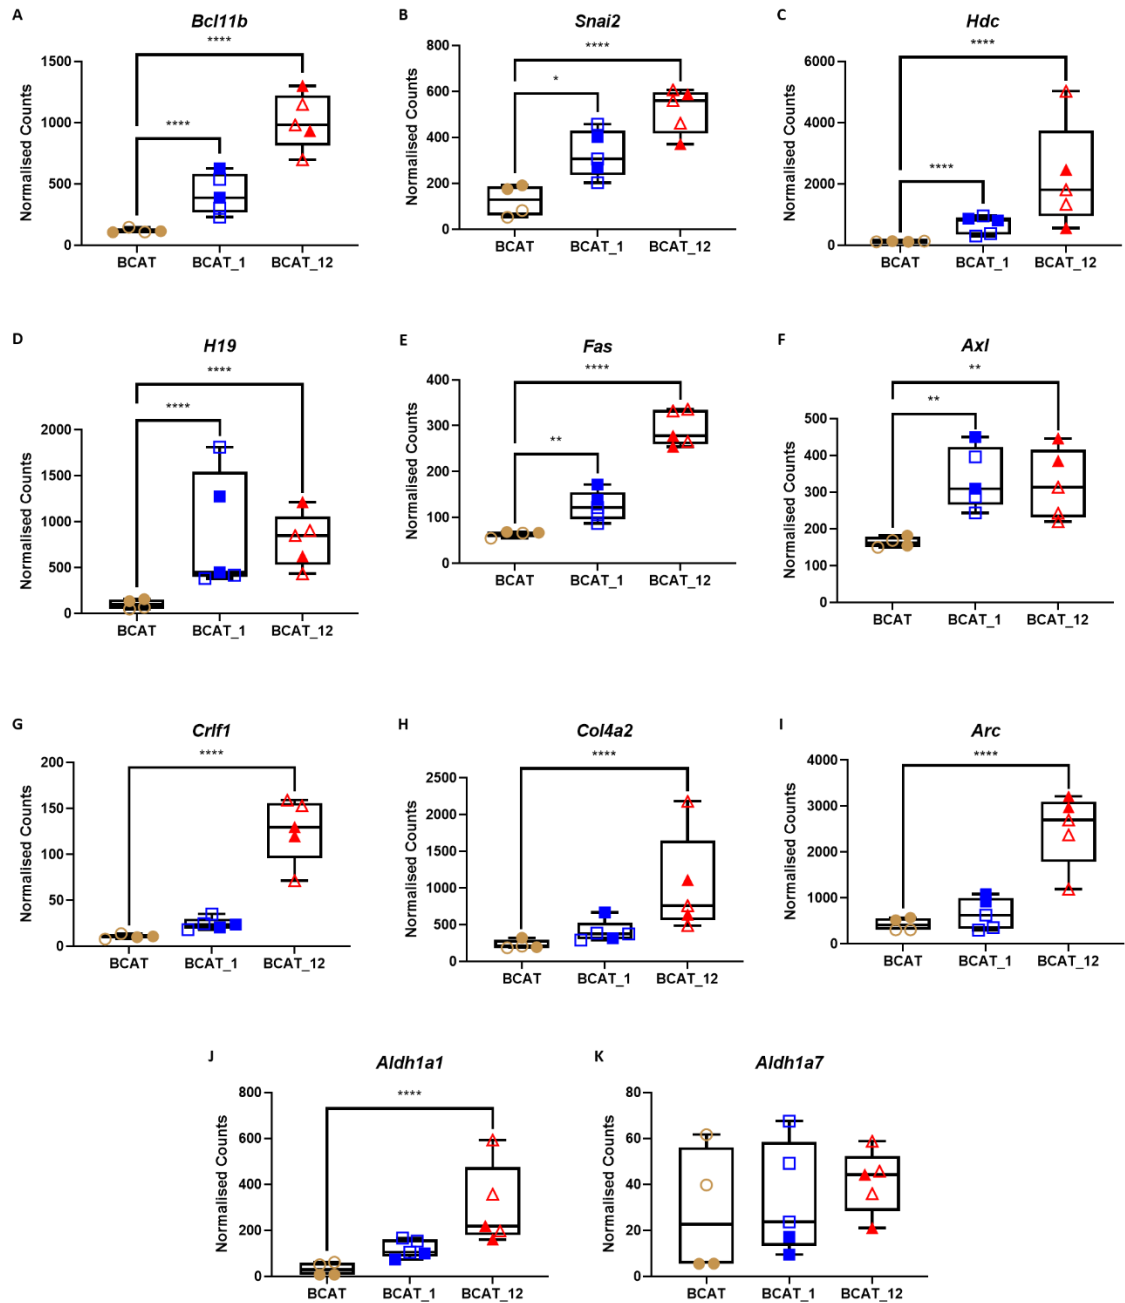 A
Bcl11b
****
****
1500
1000
500
0
Normalised Counts
BCAT
BCAT_1
BCAT_12
B
Snai2
****
*
800
600
400
200
0
Normalised Counts
BCAT
BCAT_1
BCAT_12
C
Hdc
****
****
6000
4000
2000
0
Normalised Counts
BCAT
BCAT_1
BCAT_12
D
H19
****
****
2000
1500
1000
500
0
Normalised Counts
BCAT
BCAT_1
BCAT_12
E
Fas
****
**
400
300
200
100
0
Normalised Counts
BCAT
BCAT_1
BCAT_12
F
Axl
**
**
500
400
300
200
100
0
Normalised Counts
BCAT
BCAT_1
BCAT_12
G
Crlf1
****
200
150
100
50
0
Normalised Counts
BCAT
BCAT_1
BCAT_12
H
Col4a2
****
2500
2000
1500
1000
500
0
Normalised Counts
BCAT
BCAT_1
BCAT_12
I
Arc
****
4000
3000
2000
1000
0
Normalised Counts
BCAT
BCAT_1
BCAT_12
J
Aldh1a1
****
800
600
400
200
0
Normalised Counts
BCAT
BCAT_1
BCAT_12
K
Aldh1a7
80
60
40
20
0
Normalised Counts
BCAT
BCAT_1
BCAT_12